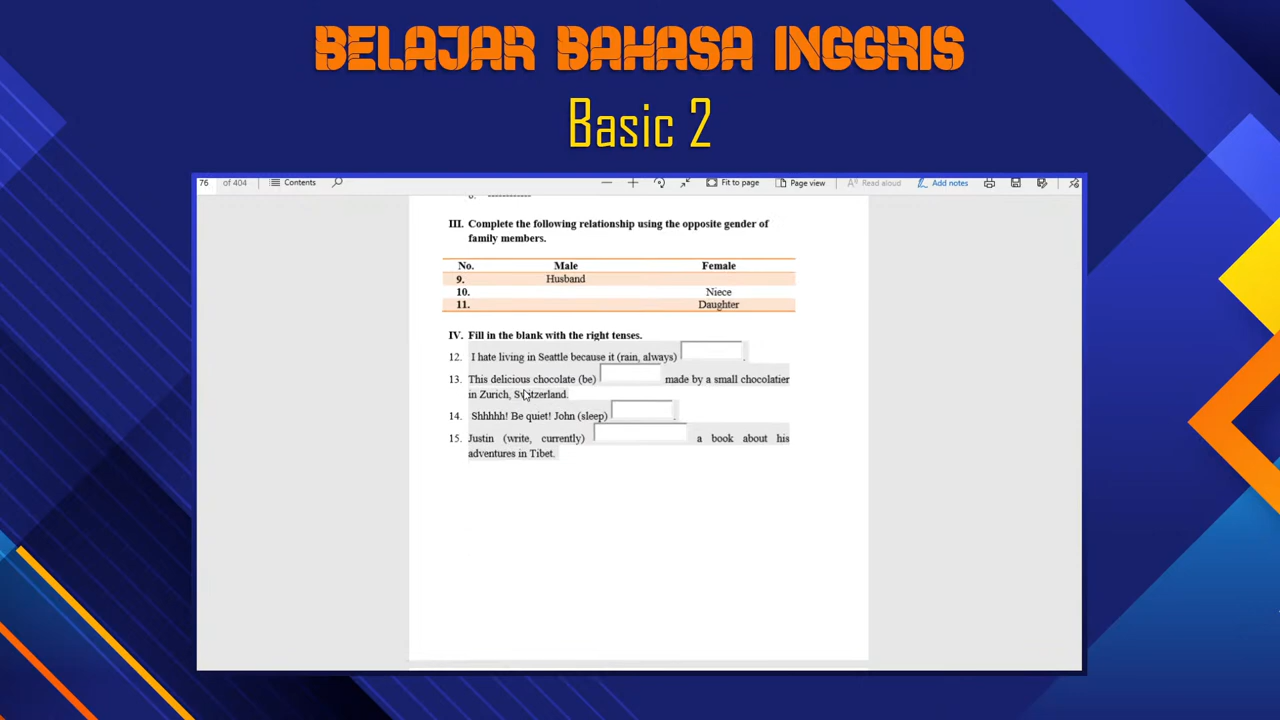 BELAJAR BAHASA INGGRIS
Basic 2
76 of 404 Contents Fit to page Page view Read aloud Add notes
III. Complete the following relationship using the opposite gender of
family members.
No. Male Female
9. Husband
10. Niece
11. Daughter
IV. Fill in the blank with the right tenses.
12. I hate living in Seattle because it (rain, always) .
13. This delicious chocolate (be) made by a small chocolatier
in Zurich, Switzerland.
14. Shhhhh! Be quiet! John (sleep) .
15. Justin (write, currently) a book about his
adventures in Tibet.